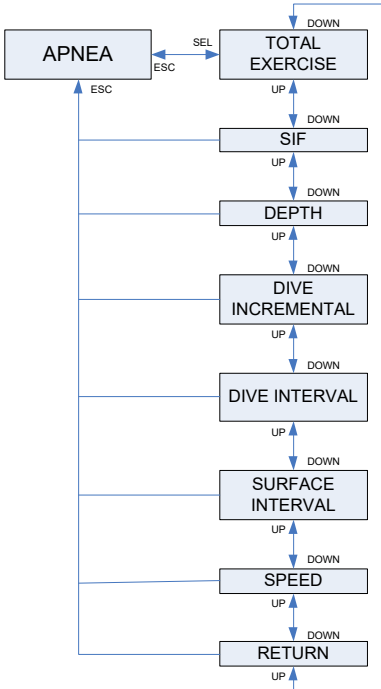 DOWN
APNEA
SEL
ESC
TOTAL
EXERCISE
ESC
UP
DOWN
SIF
UP
DOWN
DEPTH
UP
DOWN
DIVE
INCREMENTAL
UP
DOWN
DIVE INTERVAL
UP
DOWN
SURFACE
INTERVAL
UP
DOWN
SPEED
UP
DOWN
RETURN
UP